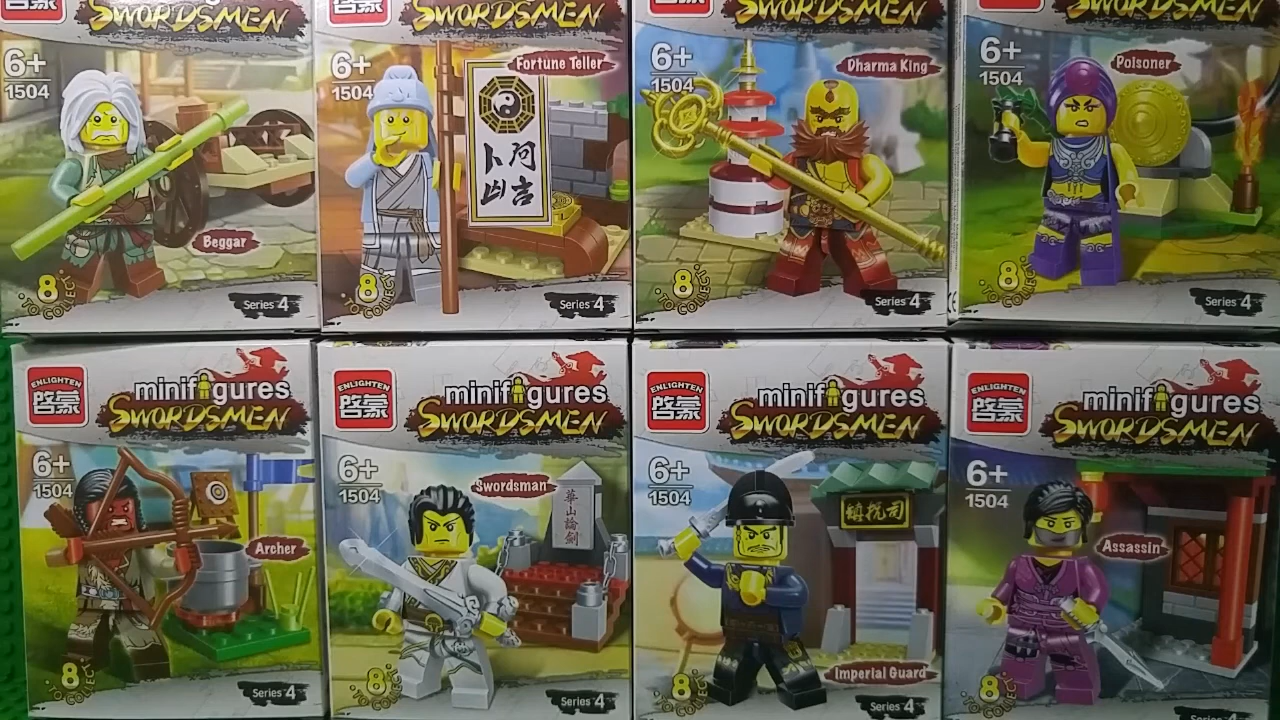 SWORDSMEN
6+
1504
Beggar
8
TO COLLECT
Series 4
SWORDSMEN
6+
1504
Fortune Teller
阿吉
卜凶
8
TO COLLECT
Series 4
SWORDSMEN
6+
1504
Dharma King
8
TO COLLECT
Series 4
SWORDSMEN
6+
1504
Poisoner
8
TO COLLECT
Series 4
ENLIGHTEN
启蒙
minifigures
SWORDSMEN
6+
1504
Archer
8
TO COLLECT
Series 4
ENLIGHTEN
启蒙
minifigures
SWORDSMEN
6+
1504
Swordsman
華山論劍
8
TO COLLECT
Series 4
ENLIGHTEN
启蒙
minifigures
SWORDSMEN
6+
1504
鎮撫司
Imperial Guard
8
TO COLLECT
Series 4
ENLIGHTEN
启蒙
minifigures
SWORDSMEN
6+
1504
Assassin
8
TO COLLECT
Series 4